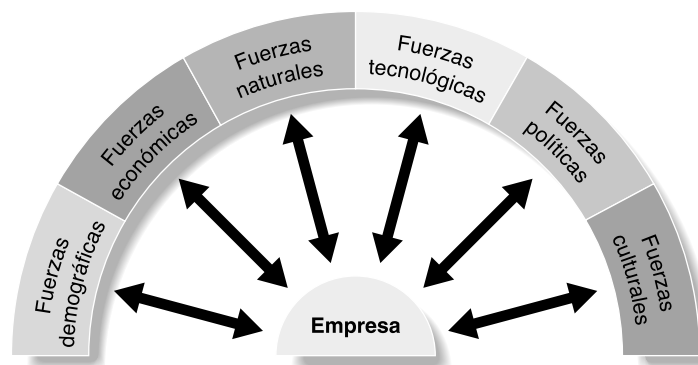 Fuerzas
demográficas
Fuerzas
económicas
Fuerzas
naturales
Fuerzas
tecnológicas
Fuerzas
políticas
Fuerzas
culturales
Empresa